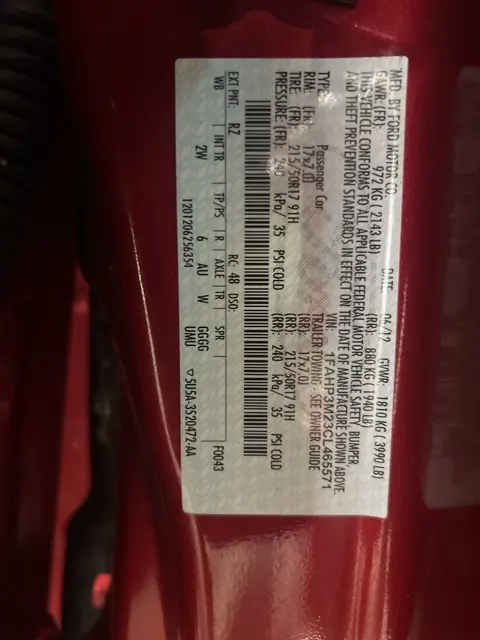 MFD. BY FORD MOTOR CO.
DATE: 06/12 GVWR: 1810 KG ( 3990 LB)
GAWR: (FR): 972 KG ( 2143 LB) (RR): 880 KG ( 1940 LB)
THIS VEHICLE CONFORMS TO ALL APPLICABLE FEDERAL MOTOR VEHICLE SAFETY, BUMPER
AND THEFT PREVENTION STANDARDS IN EFFECT ON THE DATE OF MANUFACTURE SHOWN ABOVE.
VIN: 1FAHP3M23CL465571
TYPE: Passenger Car TRAILER TOWING - SEE OWNER GUIDE
RIM: (FR): 17x7.0J (RR): 17x7.0J
TIRE: (FR): 215/50R17 91H (RR): 215/50R17 91H
PRESSURE: (FR): 240 kPa/ 35 PSI COLD (RR): 240 kPa/ 35 PSI COLD
EXT PNT: RZ RC: 48 DSO: F0043
WB INT TR TP/PS R AXLE TR SPR
2W 6 AU W GGGG
UMU
1201206256354 ▽5U5A-3520472-AA